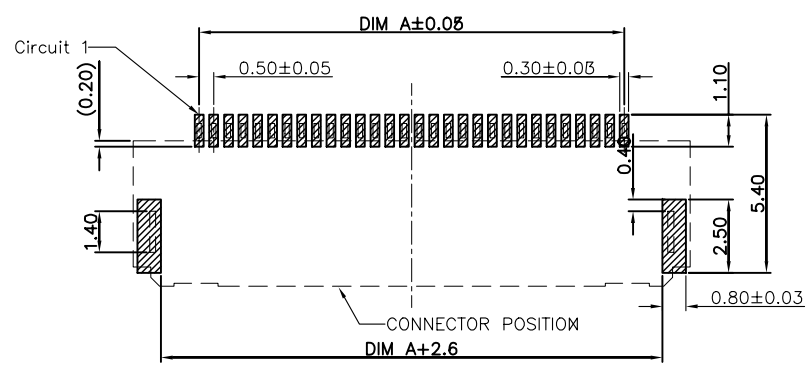 DIM A±0.05
Circuit 1
0.50±0.05
0.30±0.03
(0.20)
1.10
0.40
5.40
1.40
2.50
0.80±0.03
CONNECTOR POSITION
DIM A+2.6